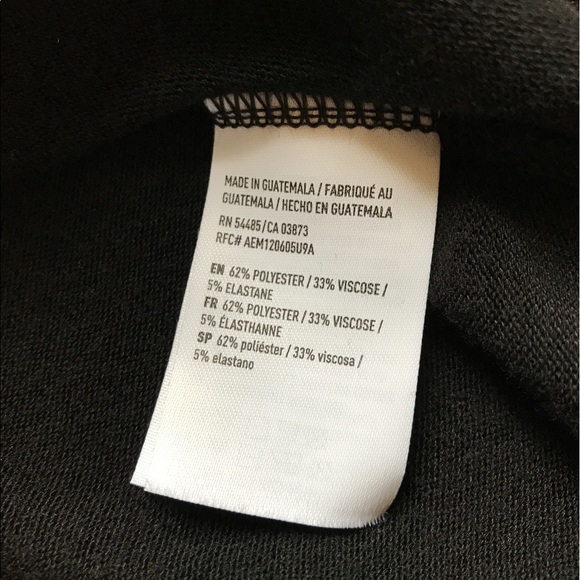 MADE IN GUATEMALA / FABRIQUÉ AU
GUATEMALA / HECHO EN GUATEMALA
RN 54485/CA 03873
RFC# AEM120605U9A
EN 62% POLYESTER / 33% VISCOSE /
5% ELASTANE
FR 62% POLYESTER / 33% VISCOSE /
5% ÉLASTHANNE
SP 62% poliéster / 33% viscosa /
5% elastano